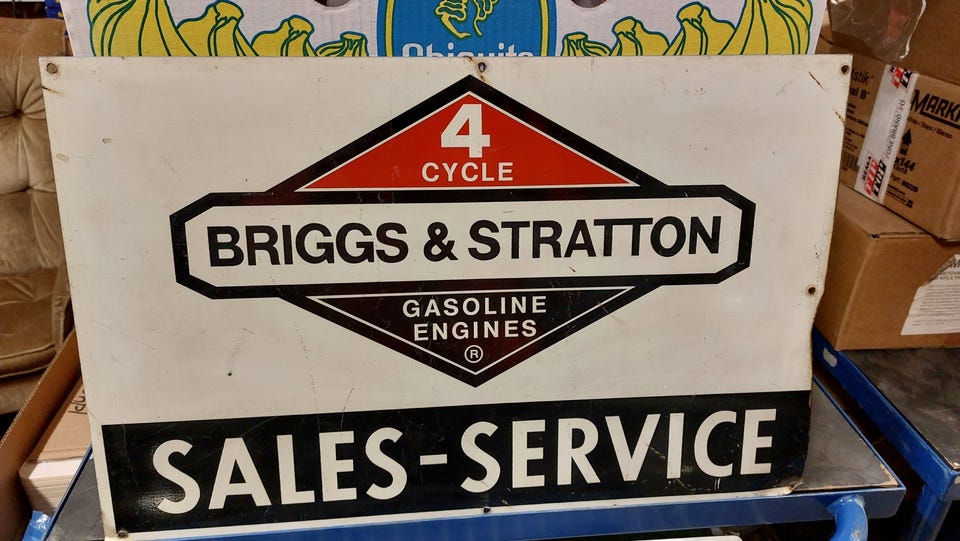 Chiquita
4
CYCLE
BRIGGS & STRATTON
GASOLINE
ENGINES
®
SALES-SERVICE